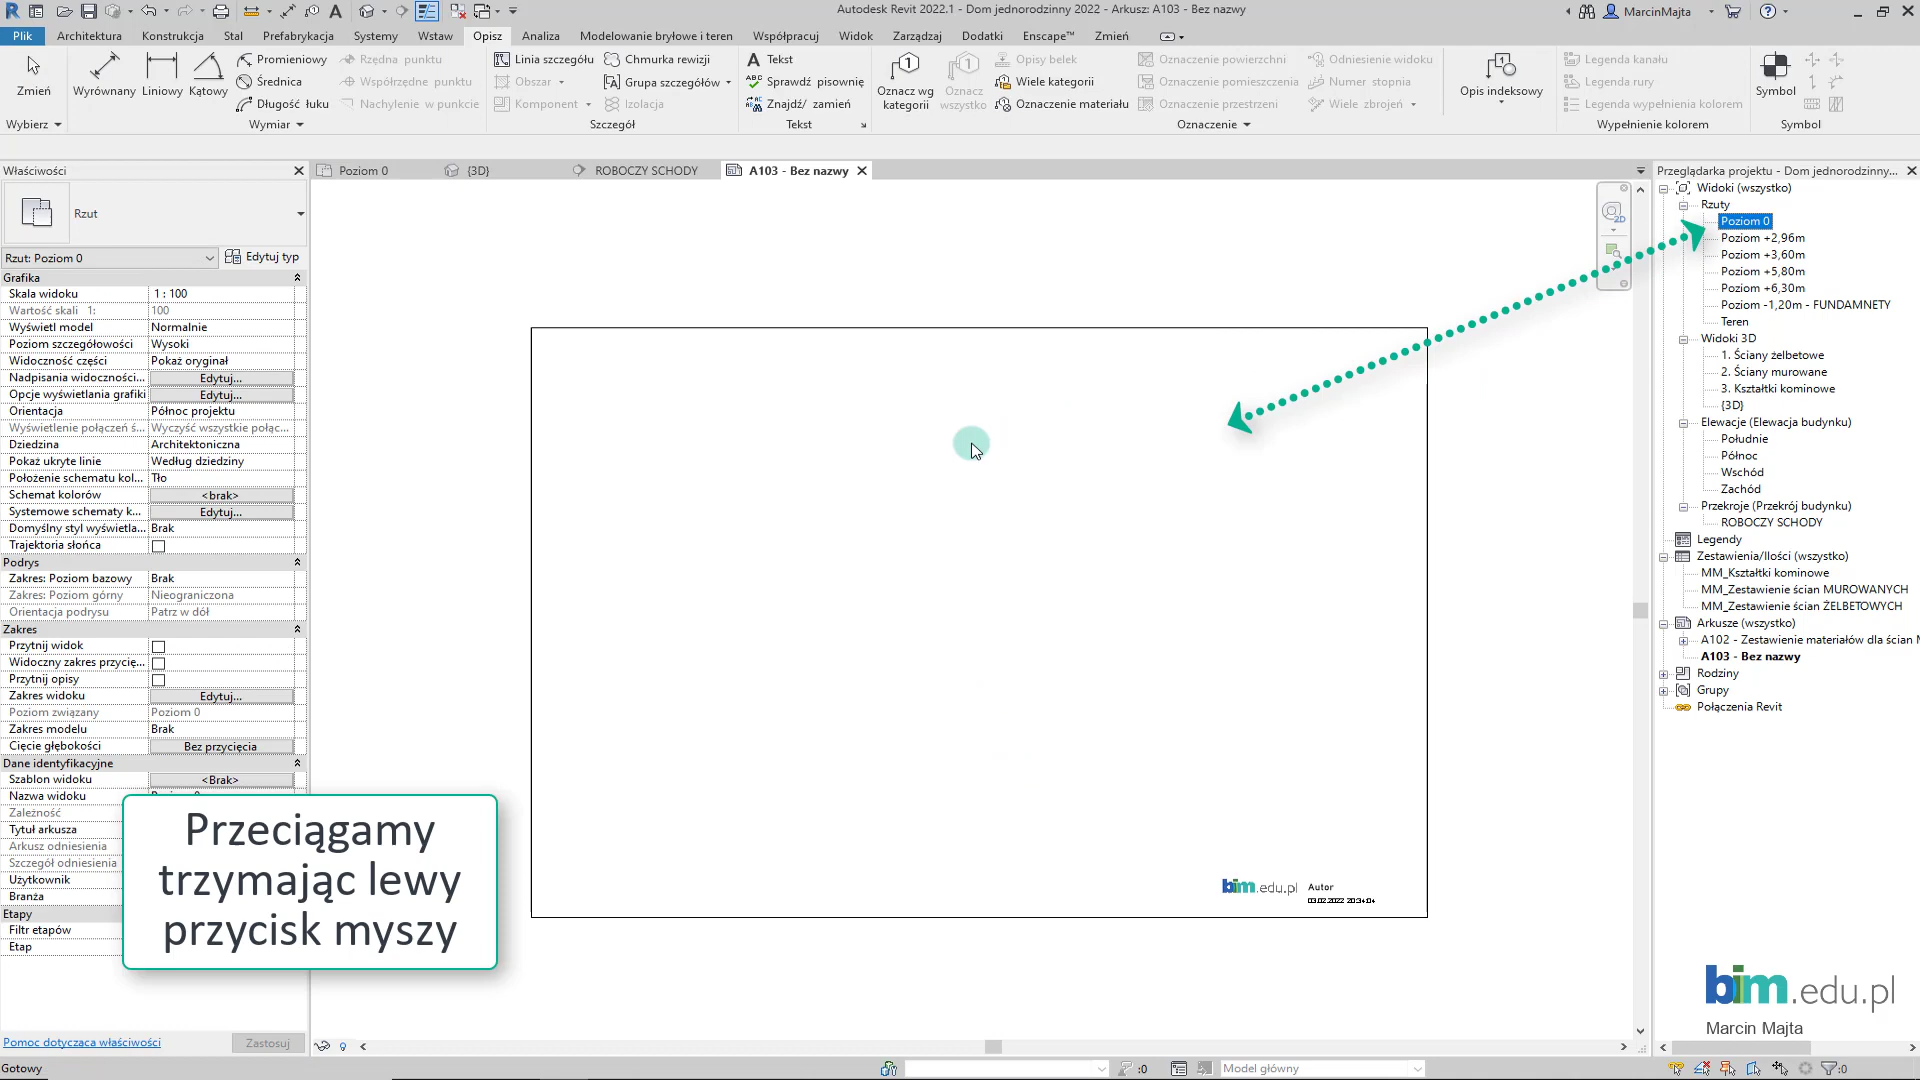 Autodesk Revit 2022.1 - Dom jednorodzinny 2022 - Arkusz: A103 - Bez nazwy
MarcinMajta
Plik Architektura Konstrukcja Stal Prefabrykacja Systemy Wstaw Opisz Analiza Modelowanie bryłowe i teren Współpracuj Widok Zarządzaj Dodatki Enscape™ Zmień
Zmień
Wybierz
Wyrównany Liniowy Kątowy
Promieniowy
Średnica
Długość łuku
Rzędna punktu
Współrzędne punktu
Nachylenie w punkcie
Wymiar
Linia szczegółu
Obszar
Komponent
Chmurka rewizji
Grupa szczegółów
Izolacja
Szczegół
Tekst
Sprawdź pisownię
Znajdź/ zamień
Tekst
Oznacz wg kategorii
Oznacz wszystko
Opisy belek
Wiele kategorii
Oznaczenie materiału
Oznaczenie powierzchni
Oznaczenie pomieszczenia
Oznaczenie przestrzeni
Odniesienie widoku
Numer stopnia
Wiele zbrojeń
Oznaczenie
Opis indeksowy
Legenda kanału
Legenda rury
Legenda wypełnienia kolorem
Wypełnienie kolorem
Symbol
Symbol
Właściwości
Poziom 0 {3D} ROBOCZY SCHODY A103 - Bez nazwy
Rzut
Rzut: Poziom 0 Edytuj typ
Grafika
Skala widoku 1 : 100
Wartość skali 1: 100
Wyświetl model Normalnie
Poziom szczegółowości Wysoki
Widoczność części Pokaż oryginał
Nadpisania widoczności... Edytuj...
Opcje wyświetlania grafiki Edytuj...
Orientacja Północ projektu
Wyświetlenie połączeń ś... Wyczyść wszystkie połąc...
Dziedzina Architektoniczna
Pokaż ukryte linie Według dziedziny
Położenie schematu kol... Tło
Schemat kolorów <brak>
Systemowe schematy k... Edytuj...
Domyślny styl wyświetla... Brak
Trajektoria słońca
Podrys
Zakres: Poziom bazowy Brak
Zakres: Poziom górny Nieograniczona
Orientacja podrysu Patrz w dół
Zakres
Przytnij widok
Widoczny zakres przycię...
Przytnij opisy
Zakres widoku Edytuj...
Poziom związany Poziom 0
Zakres modelu Brak
Cięcie głębokości Bez przycięcia
Dane identyfikacyjne
Szablon widoku <Brak>
Nazwa widoku
Zależność
Tytuł arkusza
Arkusz odniesienia
Szczegół odniesienia
Użytkownik
Branża
Etapy
Filtr etapów
Etap
Pomoc dotycząca właściwości Zastosuj
Gotowy
Przeciągamy
trzymając lewy
przycisk myszy
2D
bim.edu.pl
Autor
03.02.2022 20:34:04
:0
Model główny
:0
Przeglądarka projektu - Dom jednorodzinny...
Widoki (wszystko)
Rzuty
Poziom 0
Poziom +2,96m
Poziom +3,60m
Poziom +5,80m
Poziom +6,30m
Poziom -1,20m - FUNDAMNETY
Teren
Widoki 3D
1. Ściany żelbetowe
2. Ściany murowane
3. Kształtki kominowe
{3D}
Elewacje (Elewacja budynku)
Południe
Północ
Wschód
Zachód
Przekroje (Przekrój budynku)
ROBOCZY SCHODY
Legendy
Zestawienia/Ilości (wszystko)
MM_Kształtki kominowe
MM_Zestawienie ścian MUROWANYCH
MM_Zestawienie ścian ŻELBETOWYCH
Arkusze (wszystko)
A102 - Zestawienie materiałów dla ścian
A103 - Bez nazwy
Rodziny
Grupy
Połączenia Revit
bim.edu.pl
Marcin Majta